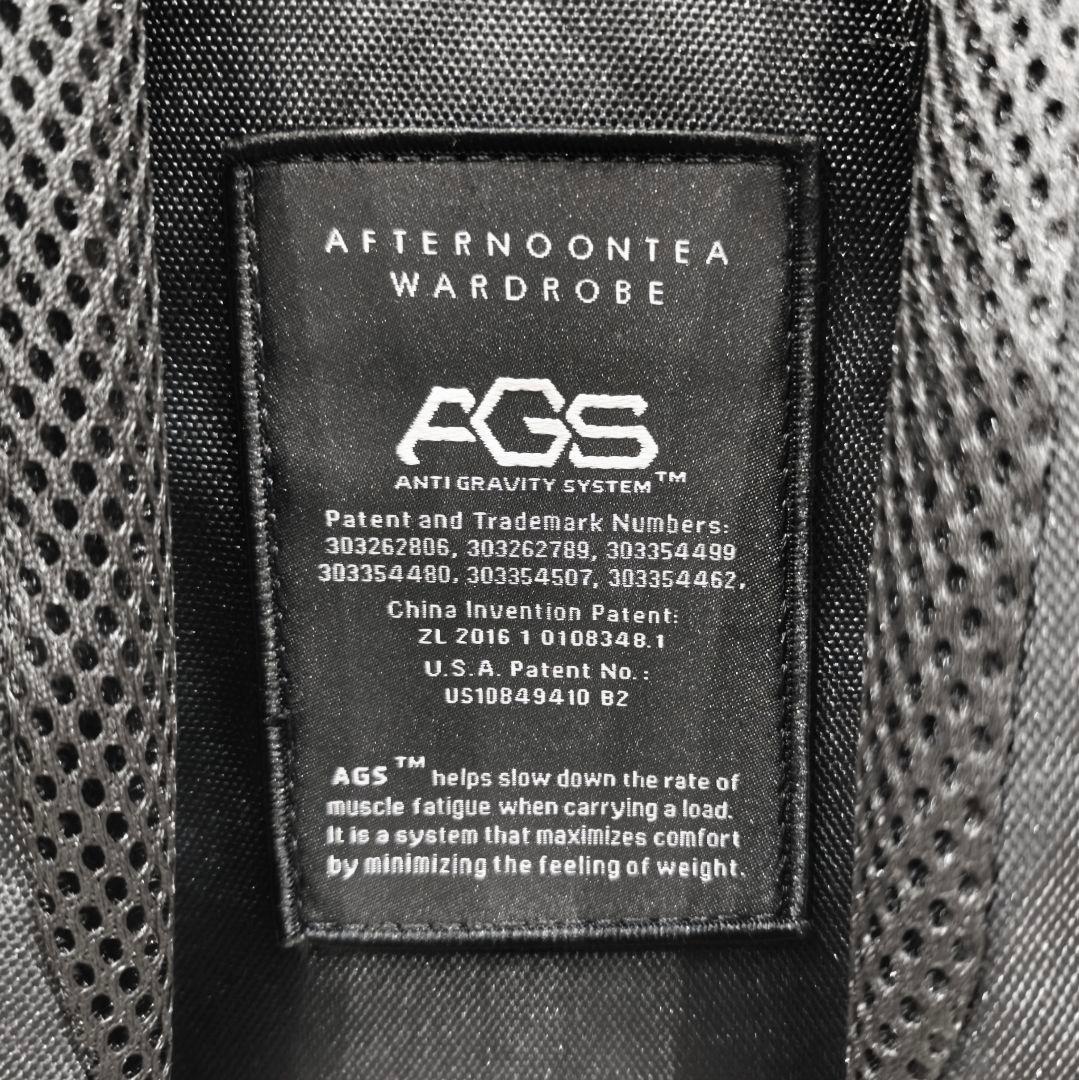 AFTERNOONTEA
WARDROBE
AGS
ANTI GRAVITY SYSTEM™
Patent and Trademark Numbers:
303262806, 303262789, 303354499
303354480, 303354507, 303354462,
China Invention Patent:
ZL 2016 1 0108348.1
U.S.A. Patent No.:
US10849410 B2
AGS™ helps slow down the rate of
muscle fatigue when carrying a load.
It is a system that maximizes comfort
by minimizing the feeling of weight.